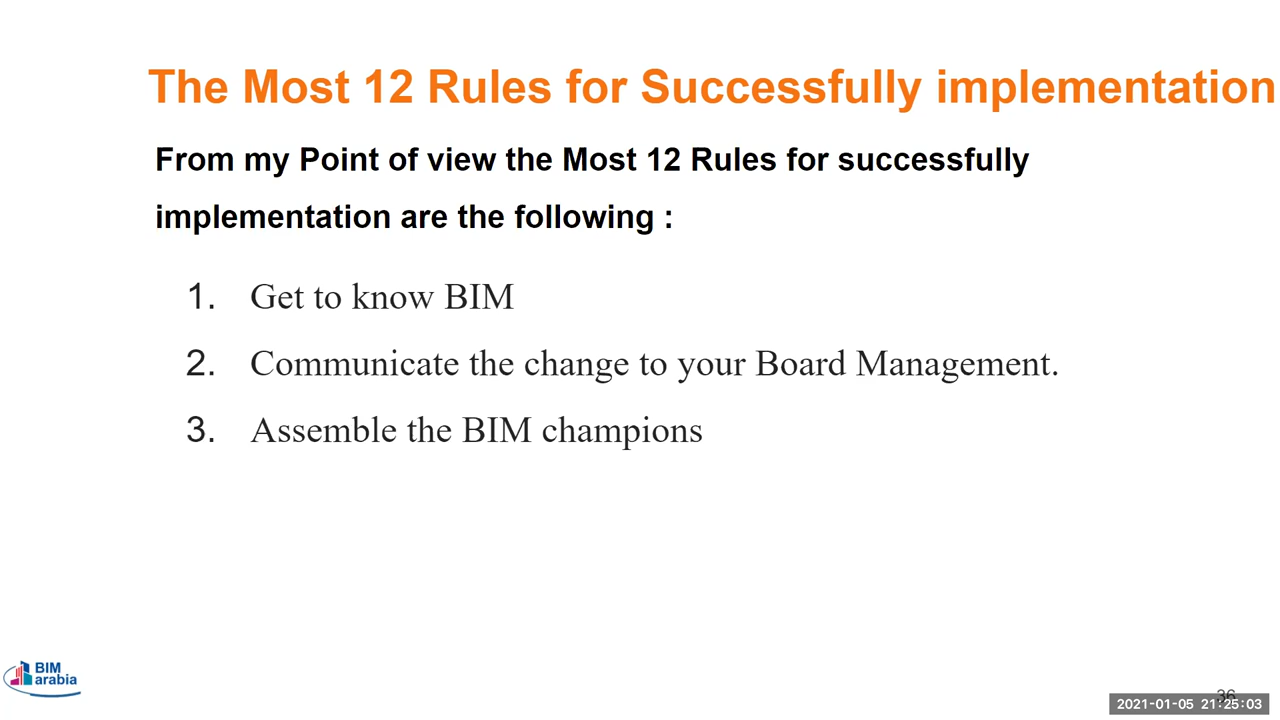 The Most 12 Rules for Successfully implementation
From my Point of view the Most 12 Rules for successfully
implementation are the following :
1. Get to know BIM
2. Communicate the change to your Board Management.
3. Assemble the BIM champions
BIM
arabia
36
2021-01-05 21:25:03